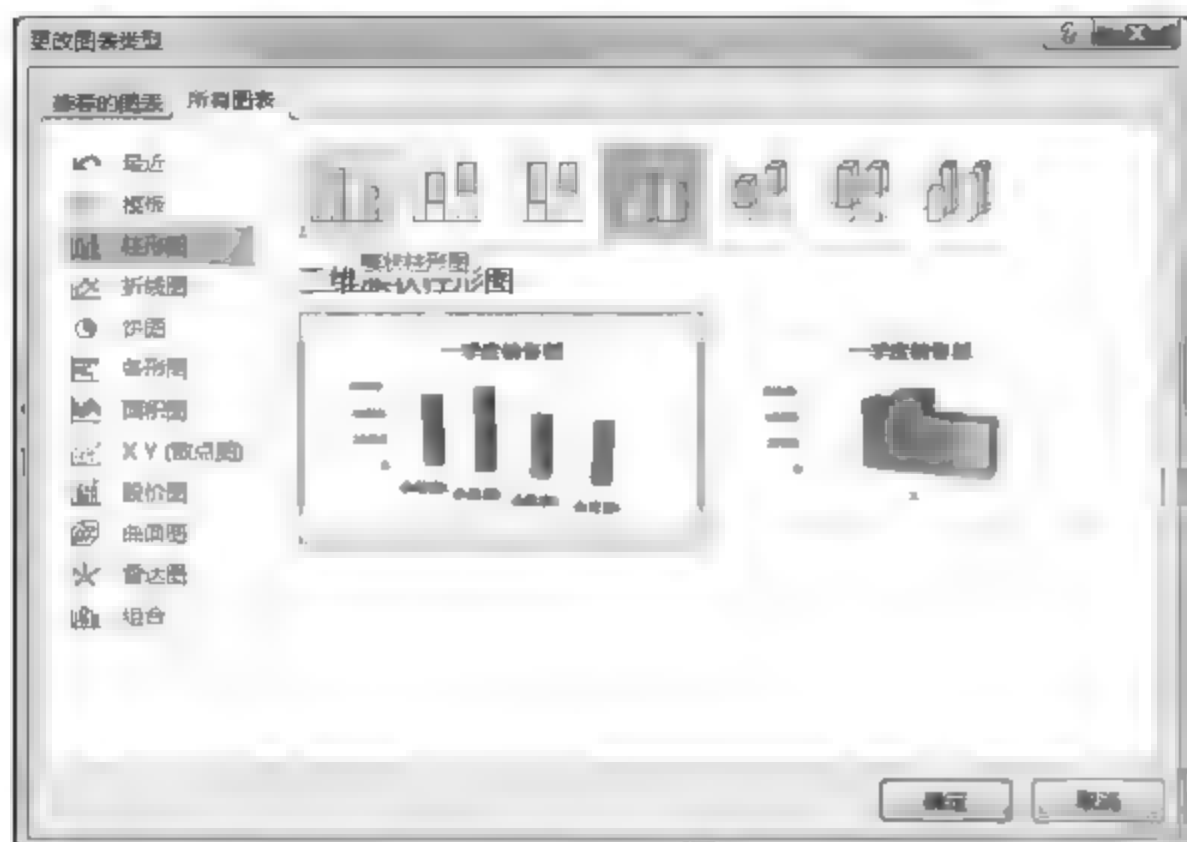 更改图表类型
推荐的图表 所有图表
最近
模板
柱形图
折线图
饼图
条形图
面积图
X Y (散点图)
股价图
曲面图
雷达图
组合
簇状柱形图
二维簇状柱形图
一季度销售额
一季度销售额
确定 取消